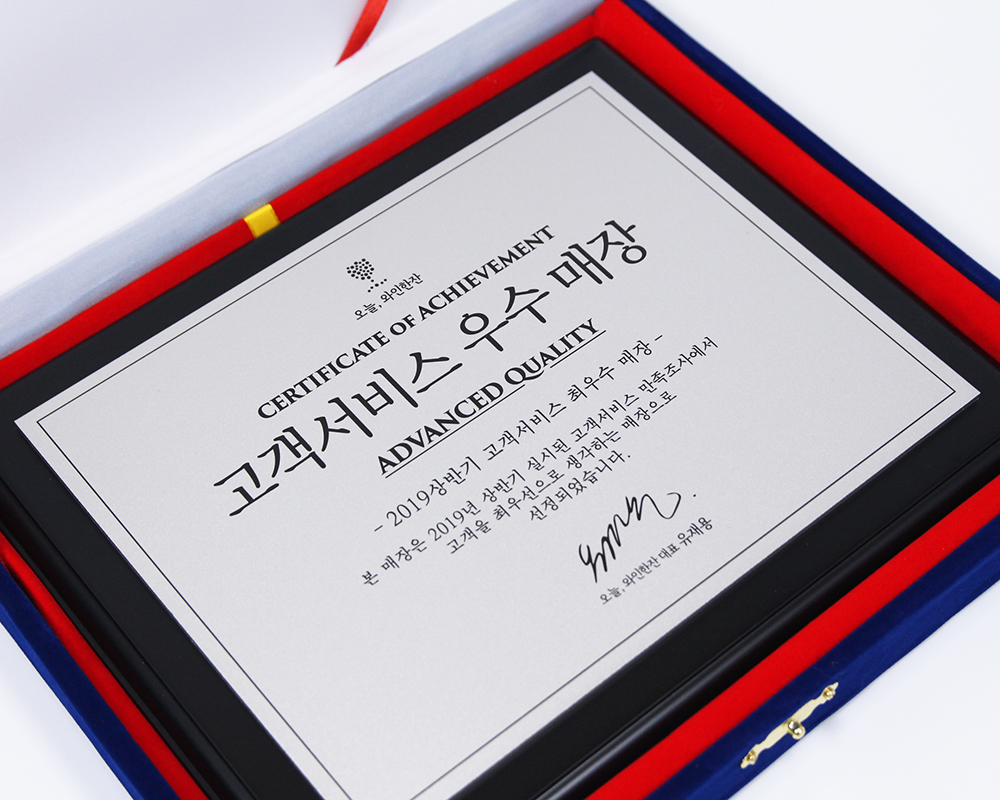 오늘, 와인한잔
CERTIFICATE OF ACHIEVEMENT
고객서비스 우수 매장
ADVANCED QUALITY
- 2019상반기 고객서비스 최우수 매장 -
본 매장은 2019년 상반기 실시된 고객서비스 만족조사에서
고객을 최우선으로 생각하는 매장으로
선정되었습니다.
오늘, 와인한잔 대표 유재용